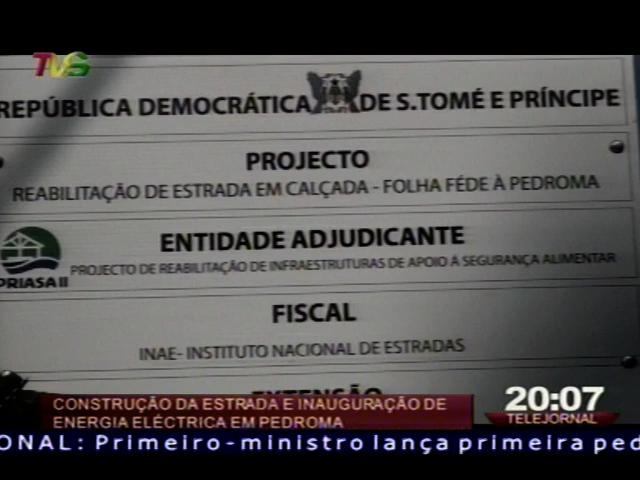 TVS
REPÚBLICA DEMOCRÁTICA DE S.TOMÉ E PRÍNCIPE
PROJECTO
REABILITAÇÃO DE ESTRADA EM CALÇADA - FOLHA FÉDE À PEDROMA
ENTIDADE ADJUDICANTE
PROJECTO DE REABILITAÇÃO DE INFRAESTRUTURAS DE APOIO Á SEGURANÇA ALIMENTAR
PRIASA II
FISCAL
INAE- INSTITUTO NACIONAL DE ESTRADAS
EXTENSÃO
CONSTRUÇÃO DA ESTRADA E INAUGURAÇÃO DE
ENERGIA ELÉCTRICA EM PEDROMA
20:07
TELEJORNAL
ONAL: Primeiro-ministro lança primeira ped